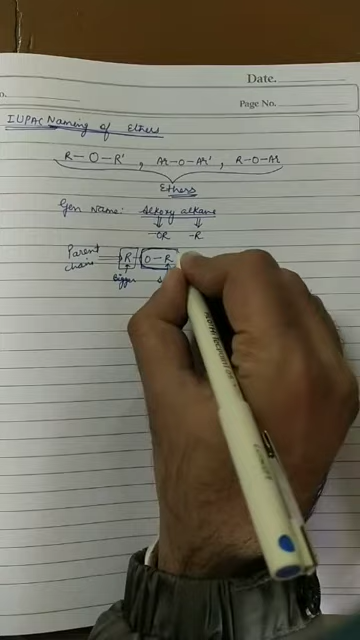 Date.
Page No.
IUPAC Naming of Ethers
R-O-R', Ar-O-Ar', R-O-Ar
Ethers
Gen Name: Alkoxy alkane
-OR -R
Parent chain R O-R
Bigger